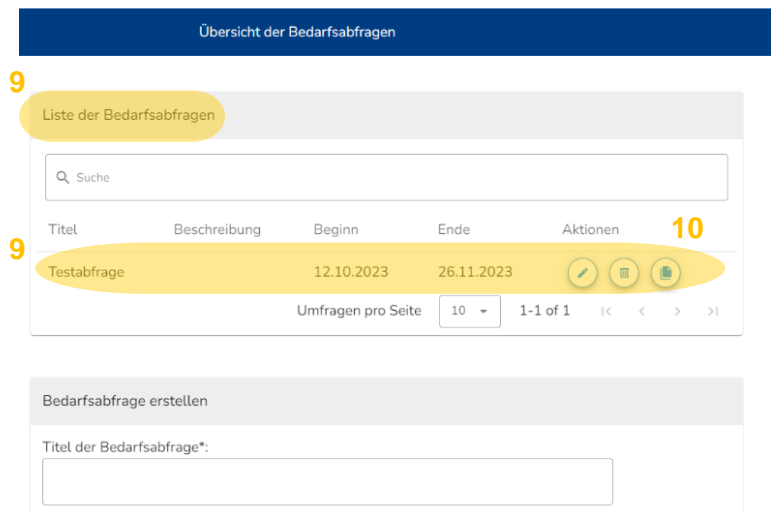 Übersicht der Bedarfsabfragen
9
Liste der Bedarfsabfragen
Suche
Titel Beschreibung Beginn Ende Aktionen 10
9
Testabfrage 12.10.2023 26.11.2023
Umfragen pro Seite 10 1-1 of 1
Bedarfsabfrage erstellen
Titel der Bedarfsabfrage*: